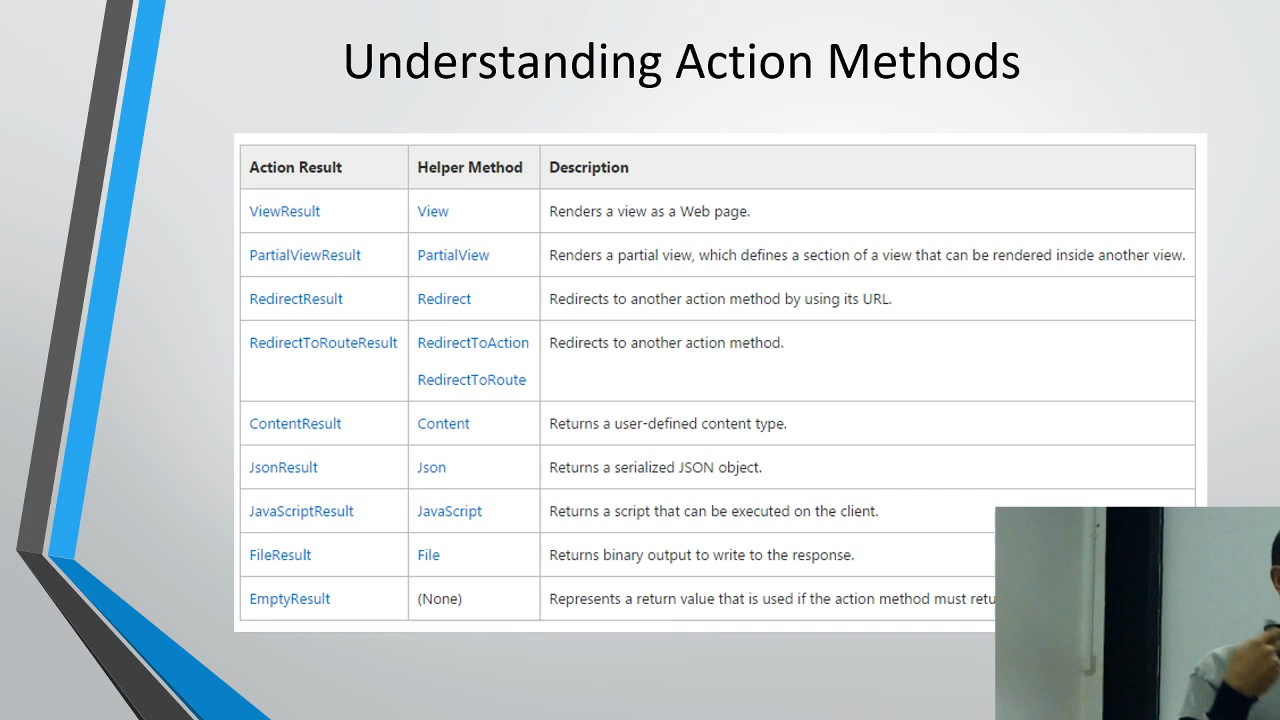 Understanding Action Methods
Action Result Helper Method Description
ViewResult View Renders a view as a Web page.
PartialViewResult PartialView Renders a partial view, which defines a section of a view that can be rendered inside another view.
RedirectResult Redirect Redirects to another action method by using its URL.
RedirectToRouteResult RedirectToAction Redirects to another action method.
RedirectToRoute
ContentResult Content Returns a user-defined content type.
JsonResult Json Returns a serialized JSON object.
JavaScriptResult JavaScript Returns a script that can be executed on the client.
FileResult File Returns binary output to write to the response.
EmptyResult (None) Represents a return value that is used if the action method must